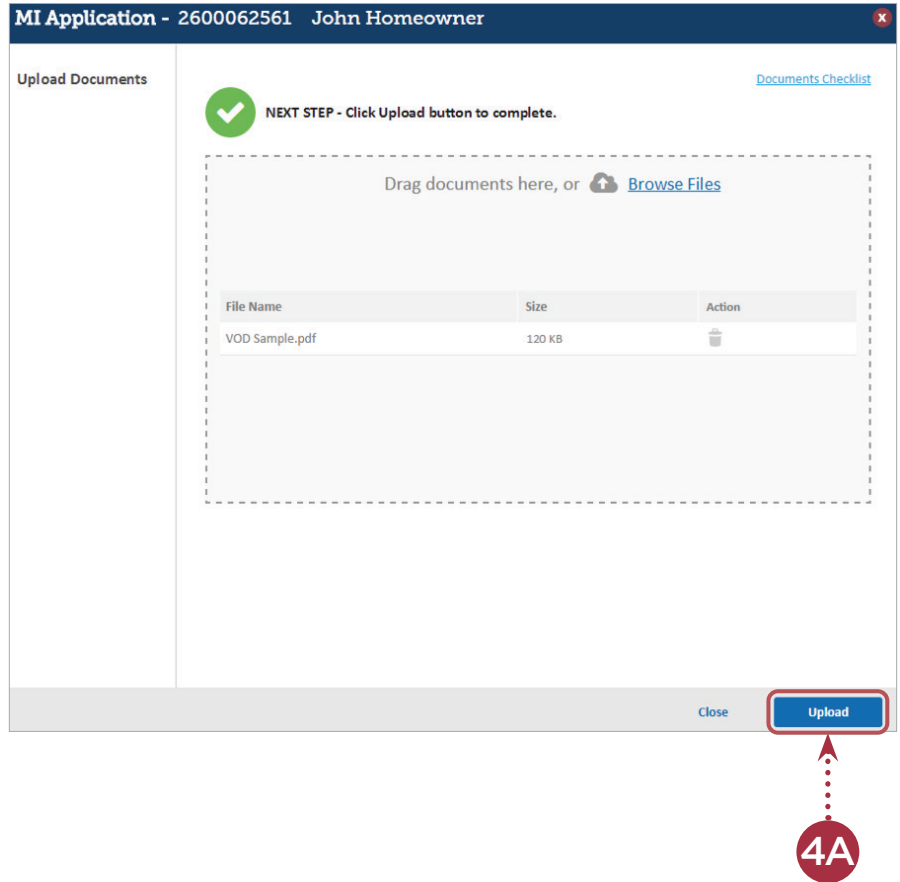 MI Application - 2600062561 John Homeowner
x
Upload Documents
Documents Checklist
NEXT STEP - Click Upload button to complete.
Drag documents here, or Browse Files
File Name Size Action
VOD Sample.pdf 120 KB
Close Upload
4A